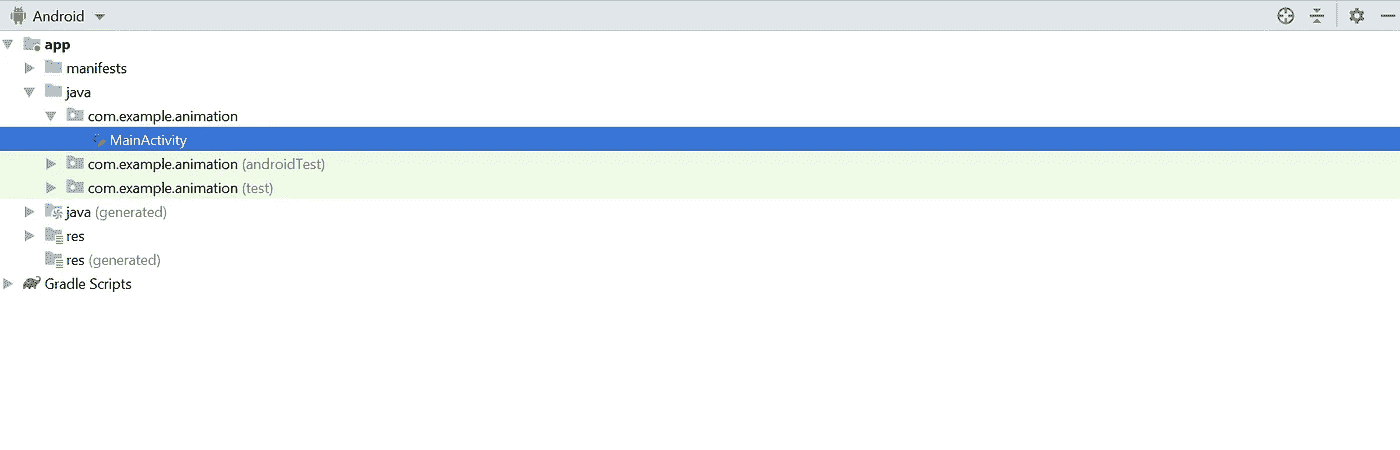 Android
app
manifests
java
com.example.animation
MainActivity
com.example.animation (androidTest)
com.example.animation (test)
java (generated)
res
res (generated)
Gradle Scripts